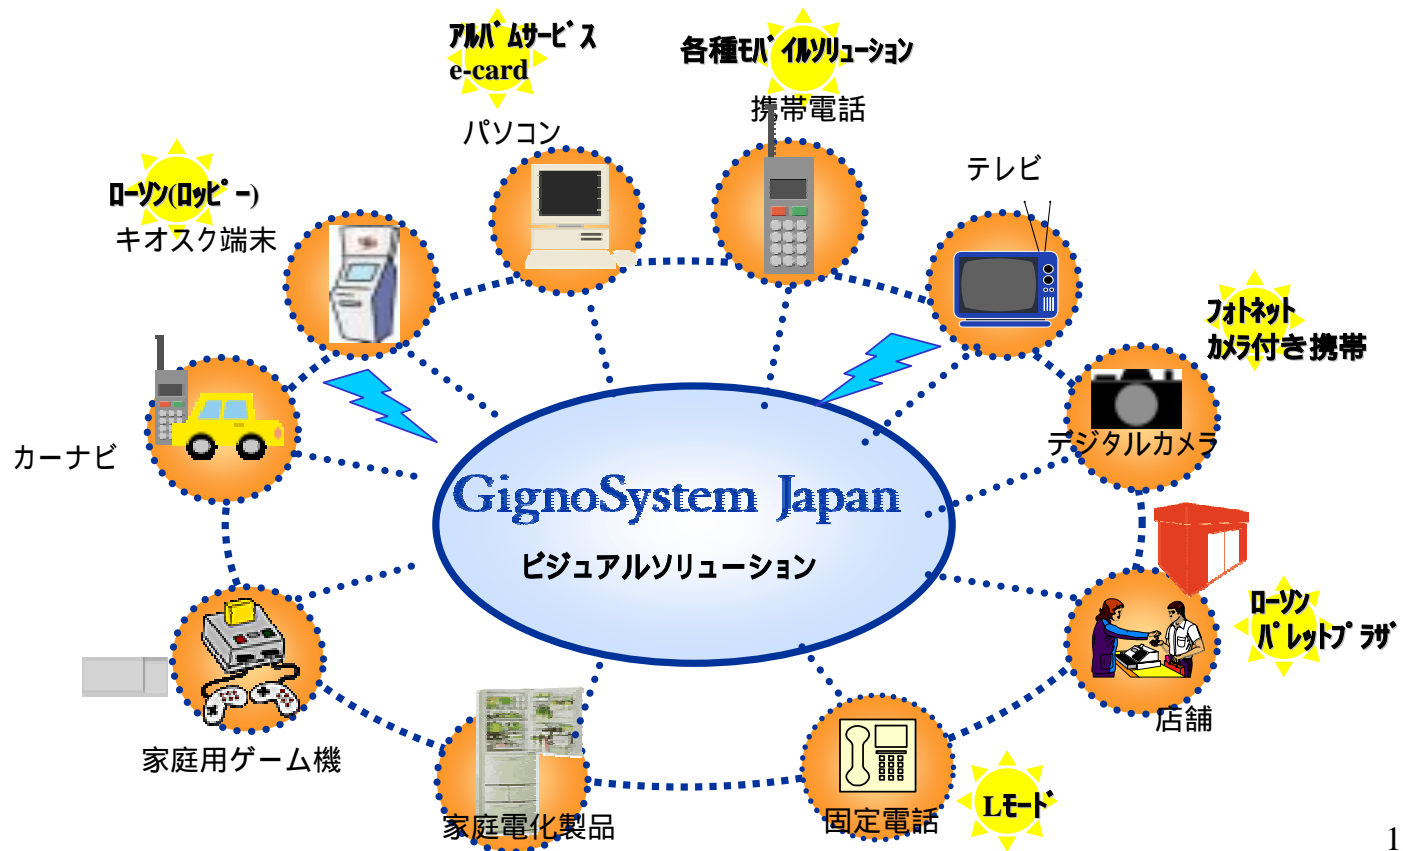 ｱﾙﾊﾞﾑｻｰﾋﾞｽ
e-card
パソコン
各種ﾓﾊﾞｲﾙｿﾘｭｰｼｮﾝ
携帯電話
テレビ
ﾛｰｿﾝ(ﾛｯﾋﾟｰ)
キオスク端末
ﾌｫﾄﾈｯﾄ
ｶﾒﾗ付き携帯
デジタルカメラ
カーナビ
GignoSystem Japan
ビジュアルソリューション
ﾛｰｿﾝ
ﾊﾟﾚｯﾄﾌﾟﾗｻﾞ
店舗
家庭用ゲーム機
家庭電化製品
固定電話
Lﾓｰﾄﾞ
1